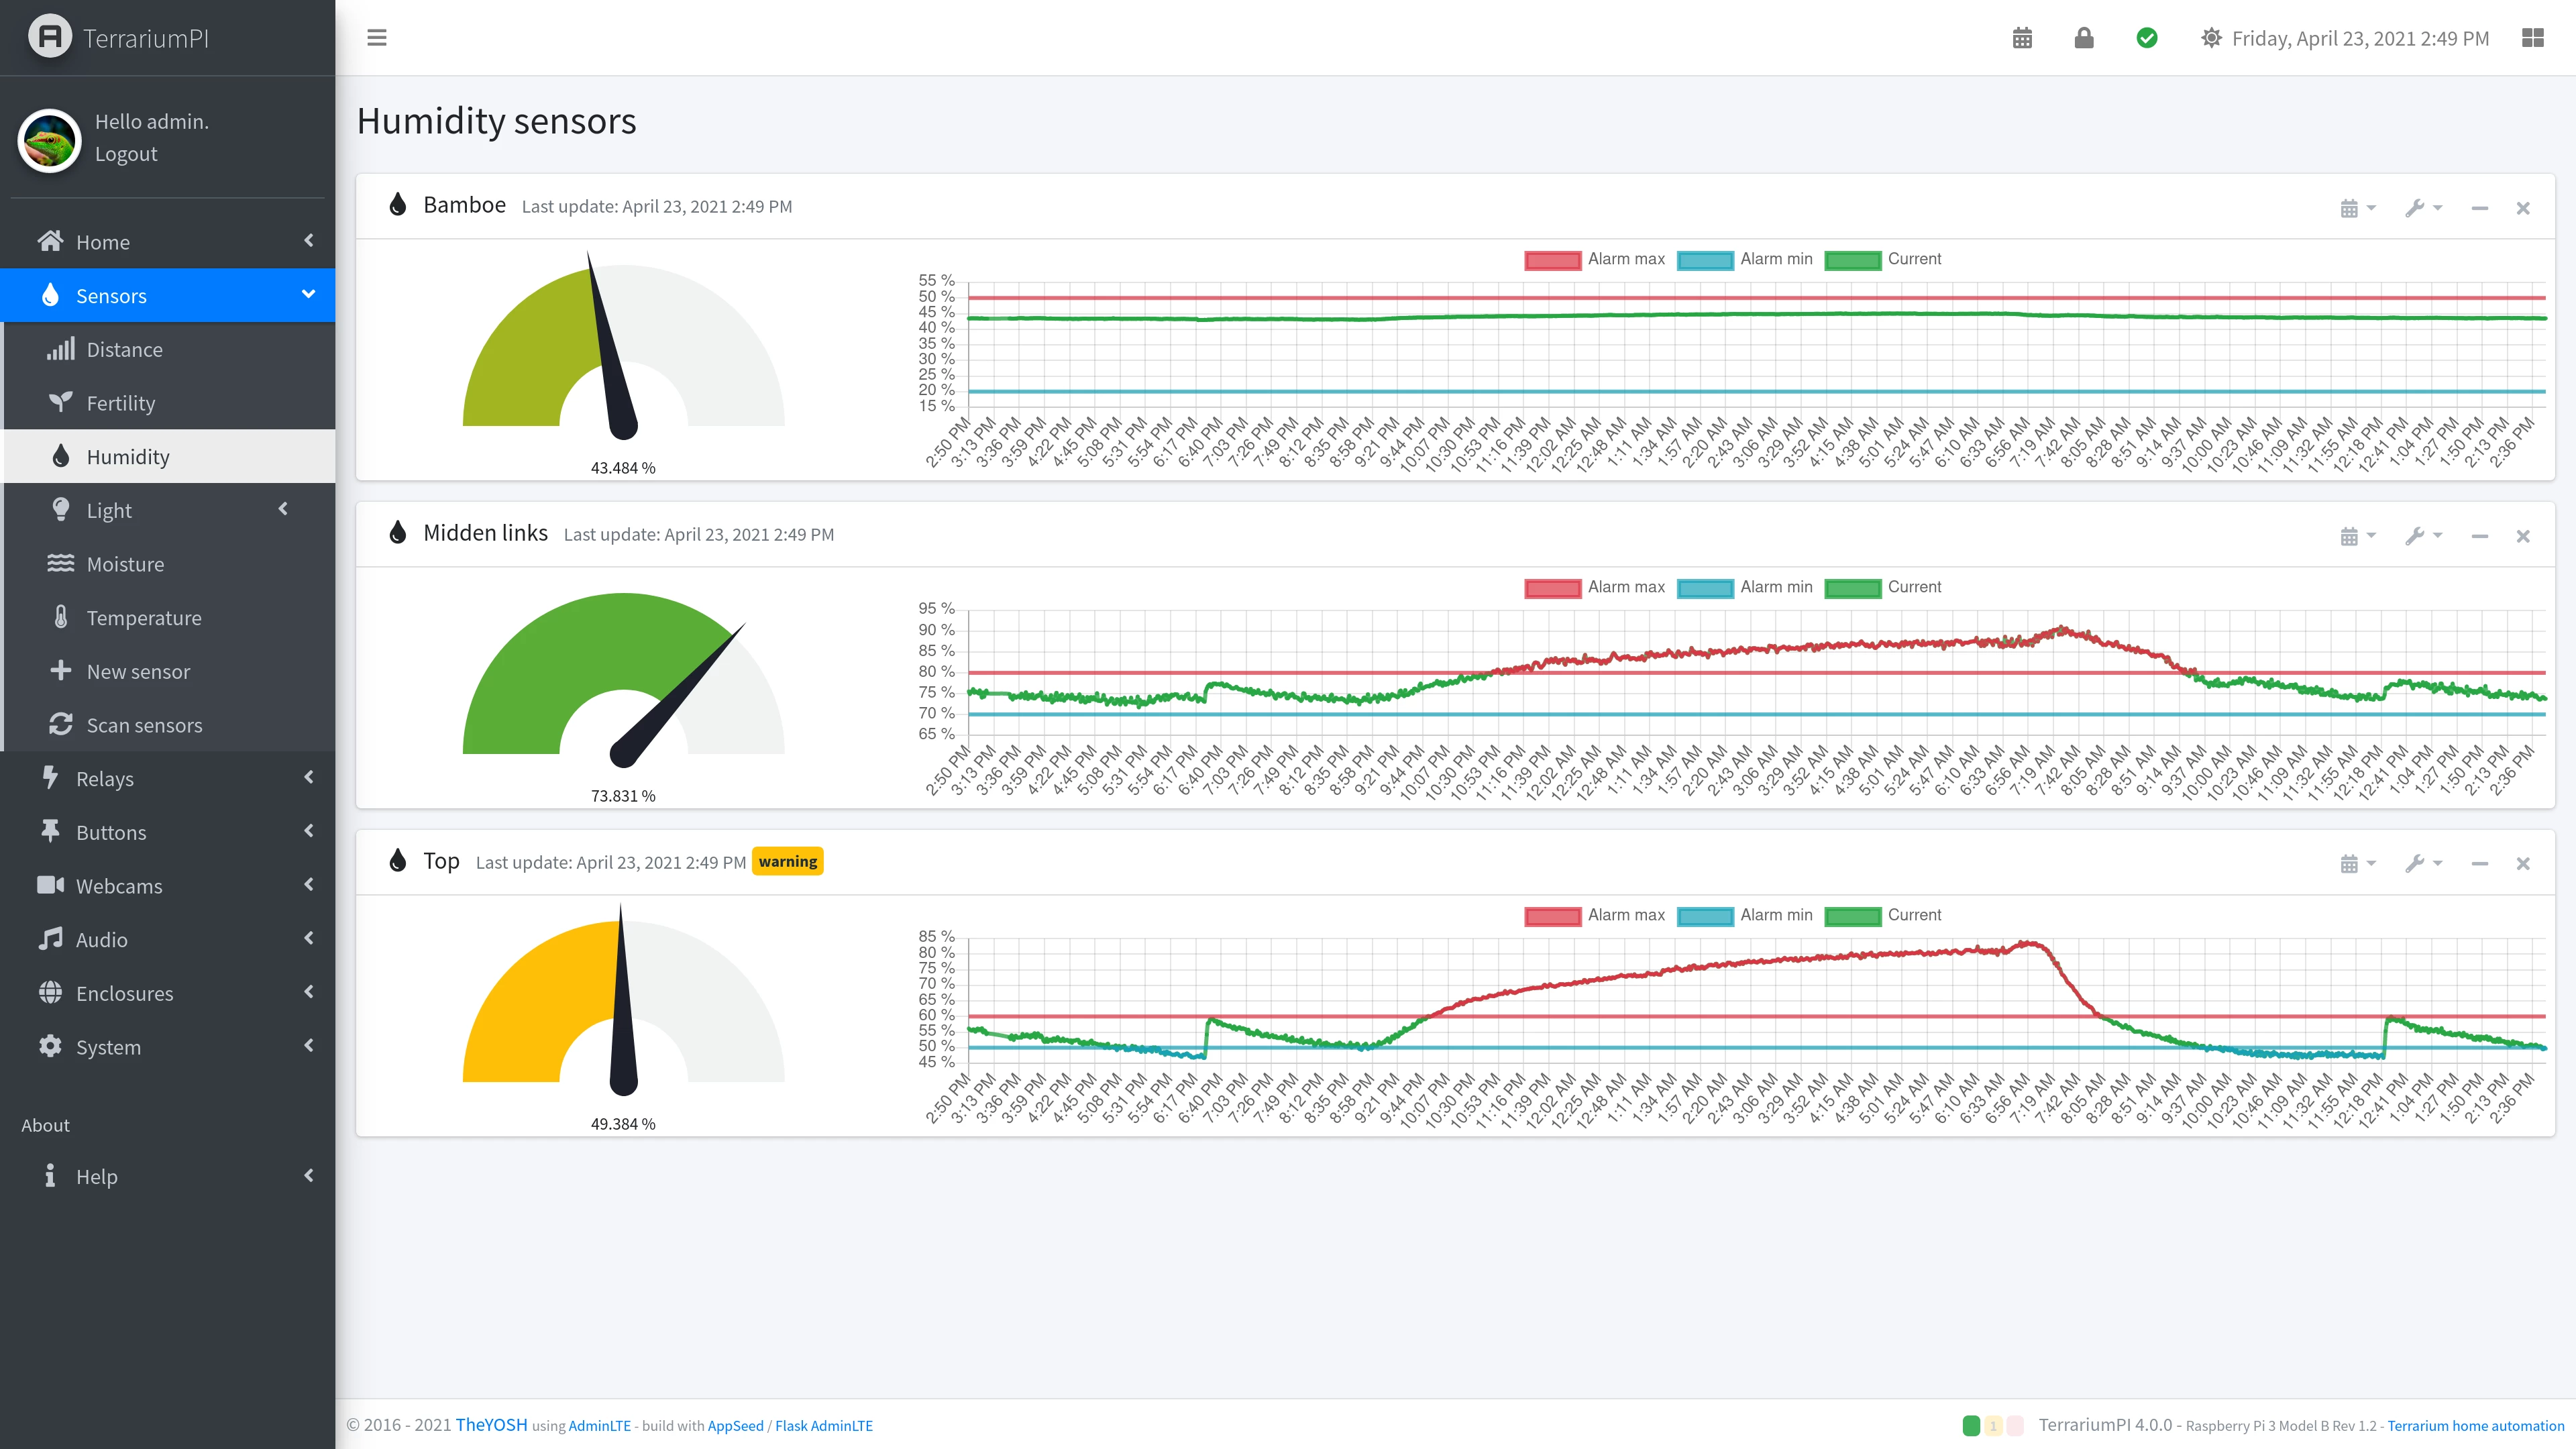 TerrariumPI
Friday, April 23, 2021 2:49 PM
Hello admin.
Logout
Home
Sensors
Distance
Fertility
Humidity
Light
Moisture
Temperature
New sensor
Scan sensors
Relays
Buttons
Webcams
Audio
Enclosures
System
About
Help
Humidity sensors
Bamboe Last update: April 23, 2021 2:49 PM
43.484 %
Alarm max Alarm min Current
55 %
50 %
45 %
40 %
35 %
30 %
25 %
20 %
15 %
2:50 PM 3:13 PM 3:36 PM 3:59 PM 4:22 PM 4:45 PM 5:08 PM 5:31 PM 5:54 PM 6:17 PM 6:40 PM 7:03 PM 7:26 PM 7:49 PM 8:12 PM 8:35 PM 8:58 PM 9:21 PM 9:44 PM 10:07 PM 10:30 PM 10:53 PM 11:16 PM 11:39 PM 12:02 AM 12:25 AM 12:48 AM 1:11 AM 1:34 AM 1:57 AM 2:20 AM 2:43 AM 3:06 AM 3:29 AM 3:52 AM 4:15 AM 4:38 AM 5:01 AM 5:24 AM 5:47 AM 6:10 AM 6:33 AM 6:56 AM 7:19 AM 7:42 AM 8:05 AM 8:28 AM 8:51 AM 9:14 AM 9:37 AM 10:00 AM 10:23 AM 10:46 AM 11:09 AM 11:32 AM 11:55 AM 12:18 PM 12:41 PM 1:04 PM 1:27 PM 1:50 PM 2:13 PM 2:36 PM
Midden links Last update: April 23, 2021 2:49 PM
73.831 %
Alarm max Alarm min Current
95 %
90 %
85 %
80 %
75 %
70 %
65 %
2:50 PM 3:13 PM 3:36 PM 3:59 PM 4:22 PM 4:45 PM 5:08 PM 5:31 PM 5:54 PM 6:17 PM 6:40 PM 7:03 PM 7:26 PM 7:49 PM 8:12 PM 8:35 PM 8:58 PM 9:21 PM 9:44 PM 10:07 PM 10:30 PM 10:53 PM 11:16 PM 11:39 PM 12:02 AM 12:25 AM 12:48 AM 1:11 AM 1:34 AM 1:57 AM 2:20 AM 2:43 AM 3:06 AM 3:29 AM 3:52 AM 4:15 AM 4:38 AM 5:01 AM 5:24 AM 5:47 AM 6:10 AM 6:33 AM 6:56 AM 7:19 AM 7:42 AM 8:05 AM 8:28 AM 8:51 AM 9:14 AM 9:37 AM 10:00 AM 10:23 AM 10:46 AM 11:09 AM 11:32 AM 11:55 AM 12:18 PM 12:41 PM 1:04 PM 1:27 PM 1:50 PM 2:13 PM 2:36 PM
Top Last update: April 23, 2021 2:49 PM warning
49.384 %
Alarm max Alarm min Current
85 %
80 %
75 %
70 %
65 %
60 %
55 %
50 %
45 %
2:50 PM 3:13 PM 3:36 PM 3:59 PM 4:22 PM 4:45 PM 5:08 PM 5:31 PM 5:54 PM 6:17 PM 6:40 PM 7:03 PM 7:26 PM 7:49 PM 8:12 PM 8:35 PM 8:58 PM 9:21 PM 9:44 PM 10:07 PM 10:30 PM 10:53 PM 11:16 PM 11:39 PM 12:02 AM 12:25 AM 12:48 AM 1:11 AM 1:34 AM 1:57 AM 2:20 AM 2:43 AM 3:06 AM 3:29 AM 3:52 AM 4:15 AM 4:38 AM 5:01 AM 5:24 AM 5:47 AM 6:10 AM 6:33 AM 6:56 AM 7:19 AM 7:42 AM 8:05 AM 8:28 AM 8:51 AM 9:14 AM 9:37 AM 10:00 AM 10:23 AM 10:46 AM 11:09 AM 11:32 AM 11:55 AM 12:18 PM 12:41 PM 1:04 PM 1:27 PM 1:50 PM 2:13 PM 2:36 PM
© 2016 - 2021 TheYOSH using AdminLTE - build with AppSeed / Flask AdminLTE
1 TerrariumPI 4.0.0 - Raspberry Pi 3 Model B Rev 1.2 - Terrarium home automation